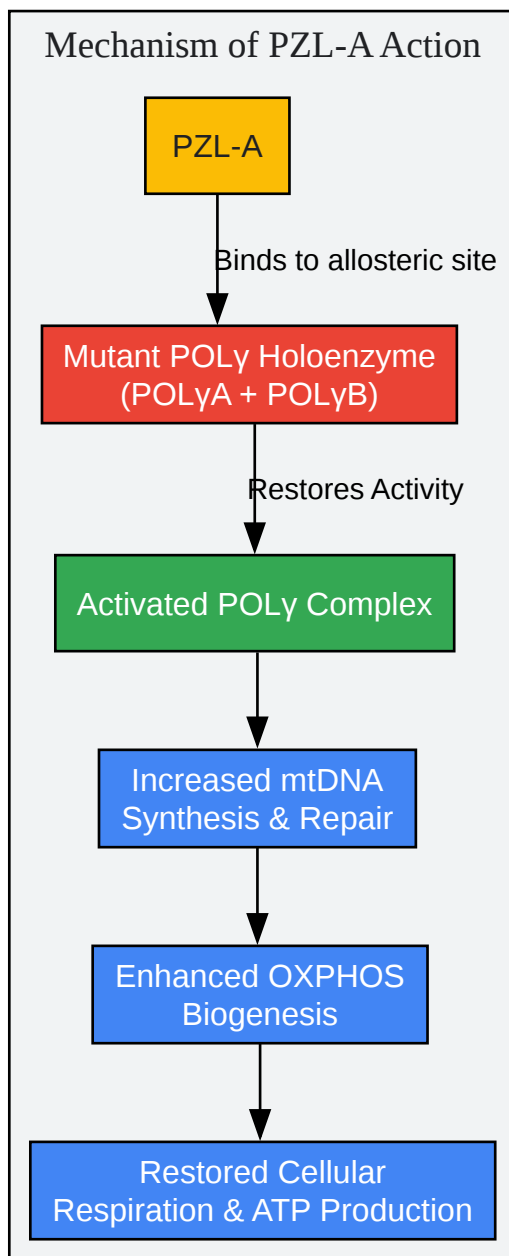 Mechanism of PZL-A Action
PZL-A
Binds to allosteric site
Mutant POLγ Holoenzyme
(POLγA + POLγB)
Restores Activity
Activated POLγ Complex
Increased mtDNA
Synthesis & Repair
Enhanced OXPHOS
Biogenesis
Restored Cellular
Respiration & ATP Production